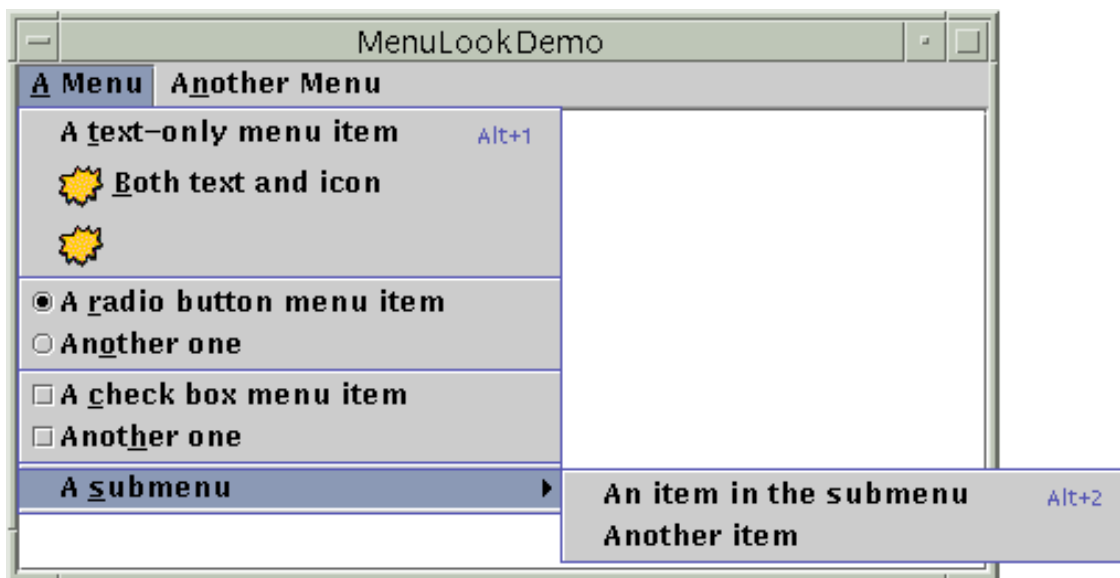 MenuLookDemo
A Menu Another Menu
A text-only menu item Alt+1
Both text and icon
A radio button menu item
Another one
A check box menu item
Another one
A submenu
An item in the submenu Alt+2
Another item